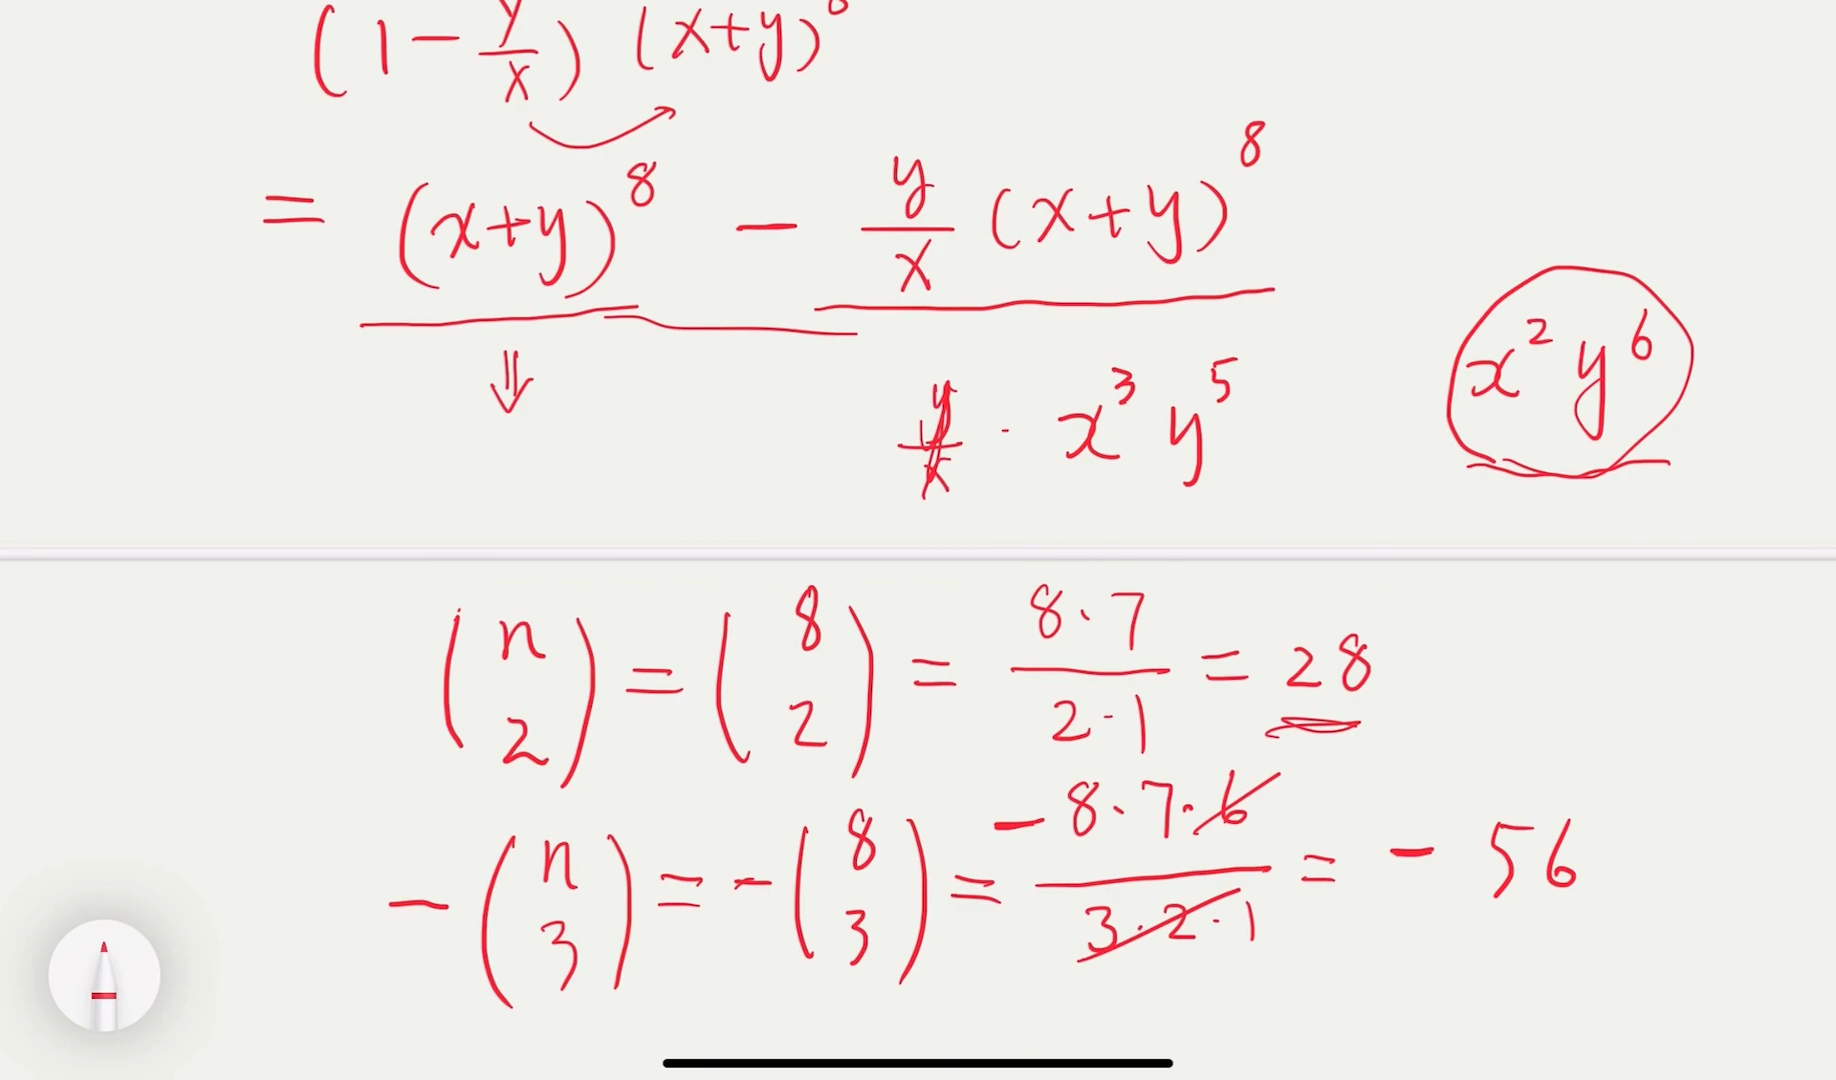 (1 - y/x) (x+y)^8
= (x+y)^8 - y/x (x+y)^8
y/x · x^3 y^5
x^2 y^6
(n 2) = (8 2) = 8·7 / 2·1 = 28
- (n 3) = - (8 3) = - 8·7·6 / 3·2·1 = - 56